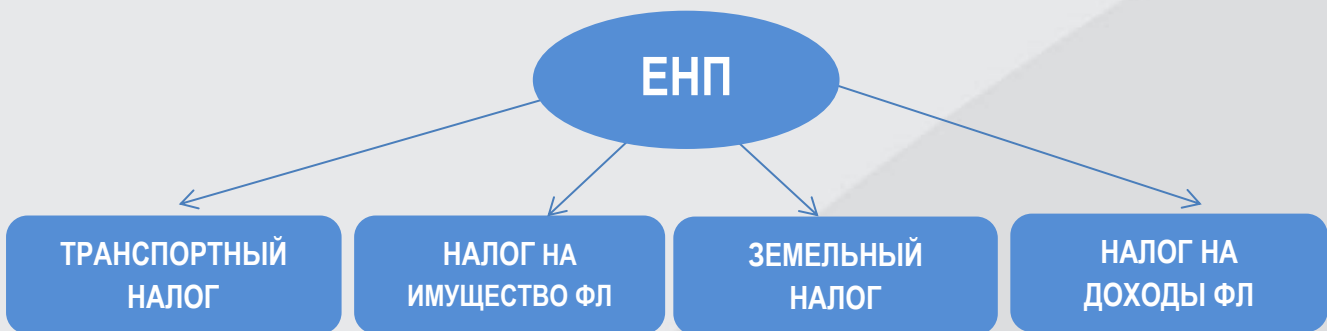 ЕНП
ТРАНСПОРТНЫЙ
НАЛОГ
НАЛОГ НА
ИМУЩЕСТВО ФЛ
ЗЕМЕЛЬНЫЙ
НАЛОГ
НАЛОГ НА
ДОХОДЫ ФЛ